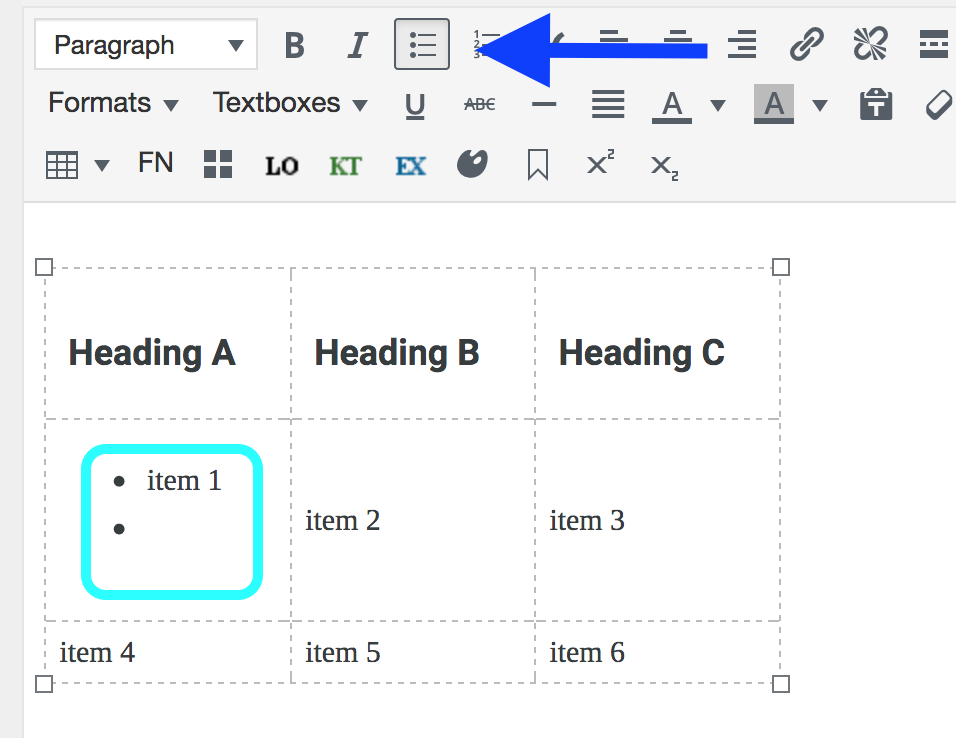 Paragraph B I
Formats Textboxes U ABC A A T
FN LO KT EX X² X₂
Heading A Heading B Heading C
• item 1
•
item 2 item 3
item 4 item 5 item 6